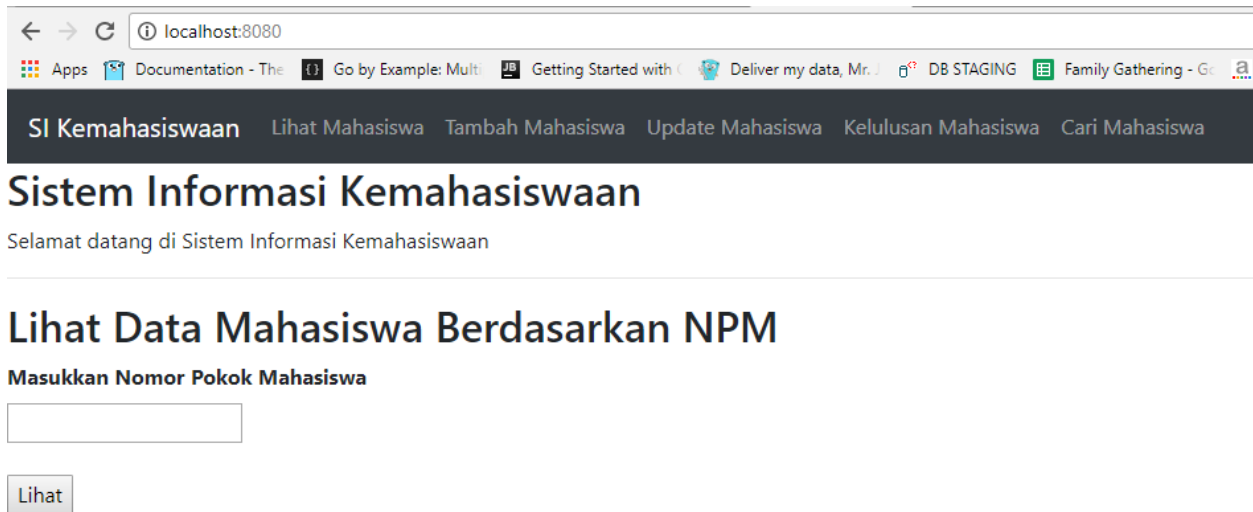 localhost:8080
Apps Documentation - The Go by Example: Multi Getting Started with Deliver my data, Mr. J DB STAGING Family Gathering - Go a
SI Kemahasiswaan Lihat Mahasiswa Tambah Mahasiswa Update Mahasiswa Kelulusan Mahasiswa Cari Mahasiswa
Sistem Informasi Kemahasiswaan
Selamat datang di Sistem Informasi Kemahasiswaan
Lihat Data Mahasiswa Berdasarkan NPM
Masukkan Nomor Pokok Mahasiswa
Lihat